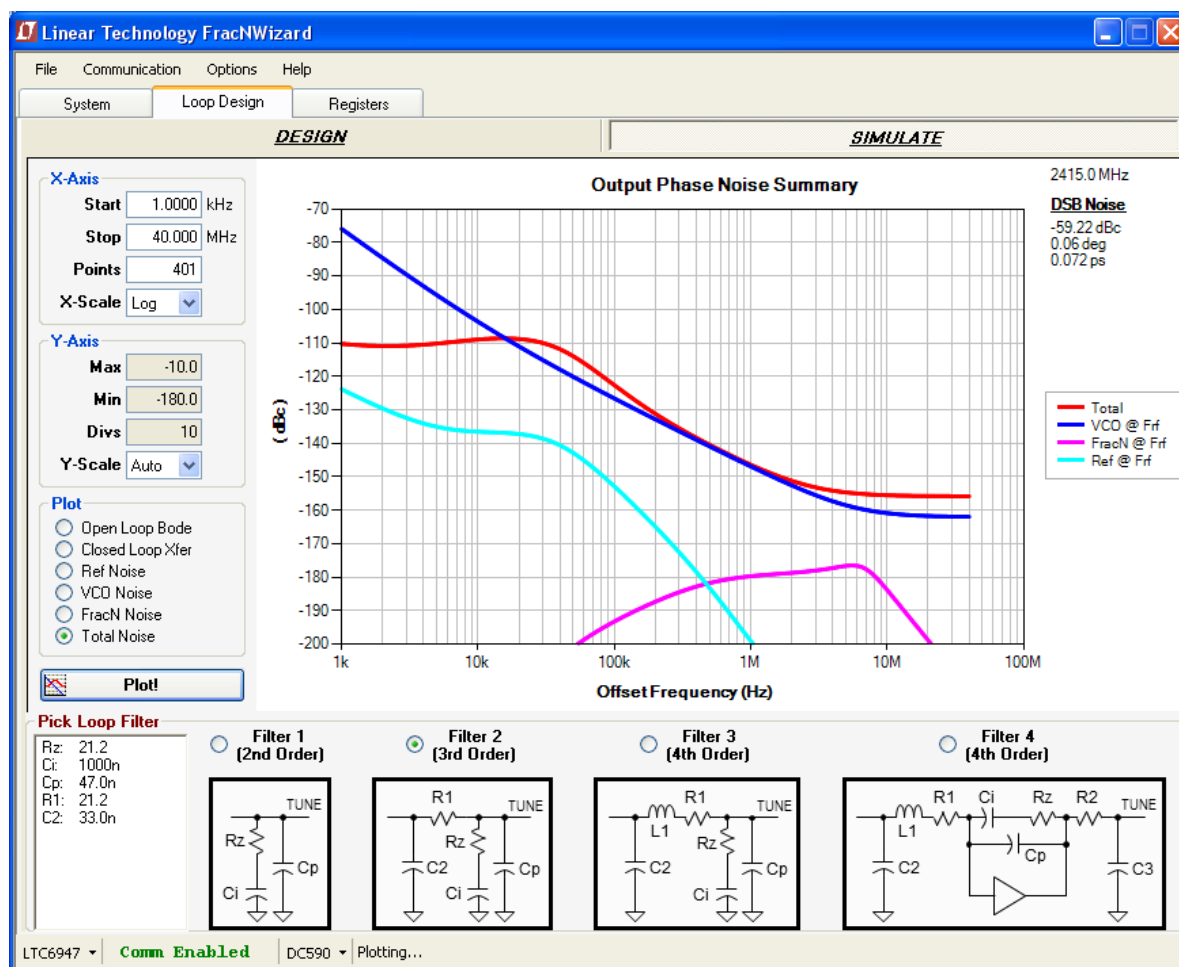 Linear Technology FracNWizard
File Communication Options Help
System Loop Design Registers
DESIGN SIMULATE
X-Axis
Start 1.0000 kHz
Stop 40.000 MHz
Points 401
X-Scale Log
Y-Axis
Max -10.0
Min -180.0
Divs 10
Y-Scale Auto
Plot
Open Loop Bode
Closed Loop Xfer
Ref Noise
VCO Noise
FracN Noise
Total Noise
Plot!
Output Phase Noise Summary
-70
-80
-90
-100
-110
-120
-130
-140
-150
-160
-170
-180
-190
-200
( dBc)
1k 10k 100k 1M 10M 100M
Offset Frequency (Hz)
2415.0 MHz
DSB Noise
-59.22 dBc
0.06 deg
0.072 ps
Total
VCO @ Frf
FracN @ Frf
Ref @ Frf
Pick Loop Filter
Rz: 21.2
Ci: 1000n
Cp: 47.0n
R1: 21.2
C2: 33.0n
Filter 1
(2nd Order)
TUNE
Rz
Cp
Ci
Filter 2
(3rd Order)
R1 TUNE
Rz
C2 Cp
Ci
Filter 3
(4th Order)
R1 TUNE
L1
Rz
C2 Cp
Ci
Filter 4
(4th Order)
R1 Ci Rz R2 TUNE
L1
Cp
C2 C3
LTC6947 Comm Enabled DC590 Plotting...